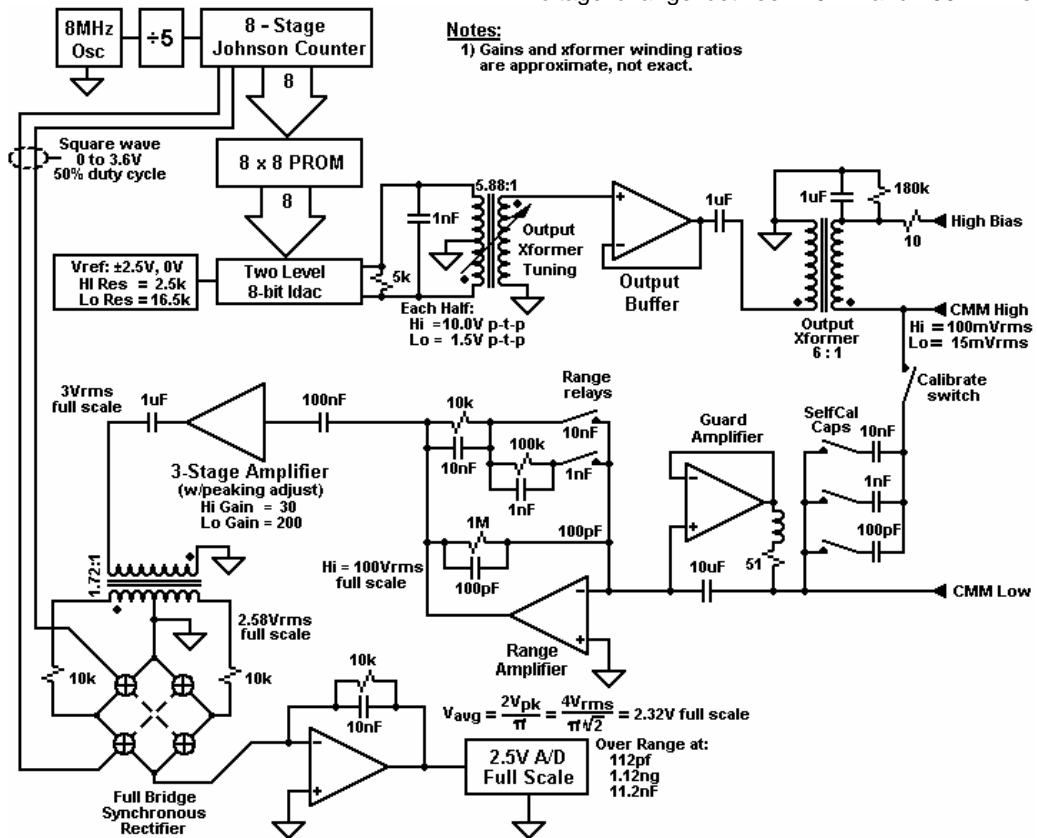 8MHz
Osc
÷5
8 - Stage
Johnson Counter
Notes:
1) Gains and xformer winding ratios
are approximate, not exact.
8
Square wave
0 to 3.6V
50% duty cycle
8 x 8 PROM
8
Vref: ±2.5V, 0V
HI Res = 2.5k
Lo Res = 16.5k
Two Level
8-bit Idac
5k
1nF
5.88:1
Output
Xformer
Tuning
Each Half:
Hi =10.0V p-t-p
Lo = 1.5V p-t-p
Output
Buffer
1uF
1uF
180k
10
High Bias
Output
Xformer
6 : 1
CMM High
Hi = 100mVrms
Lo = 15mVrms
Calibrate
switch
3Vrms
full scale
1uF
3-Stage Amplifier
(w/peaking adjust)
Hi Gain = 30
Lo Gain = 200
100nF
10k
10nF
Range
relays
10nF
100k
1nF
1nF
1M
100pF
100pF
Hi = 100Vrms
full scale
Guard
Amplifier
51
10uF
SelfCal
Caps
10nF
1nF
100pF
CMM Low
Range
Amplifier
1.72:1
2.58Vrms
full scale
10k
10k
Full Bridge
Synchronous
Rectifier
10k
10nF
Vavg = 2Vpk/π = 4Vrms/π√2 = 2.32V full scale
2.5V A/D
Full Scale
Over Range at:
112pf
1.12ng
11.2nF